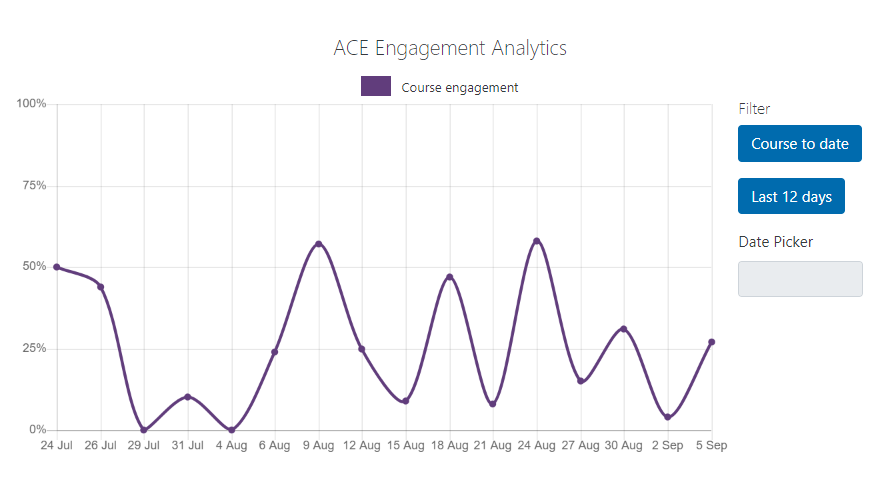 ACE Engagement Analytics
Course engagement
100%
75%
50%
25%
0%
24 Jul 26 Jul 29 Jul 31 Jul 4 Aug 6 Aug 9 Aug 12 Aug 15 Aug 18 Aug 21 Aug 24 Aug 27 Aug 30 Aug 2 Sep 5 Sep
Filter
Course to date
Last 12 days
Date Picker